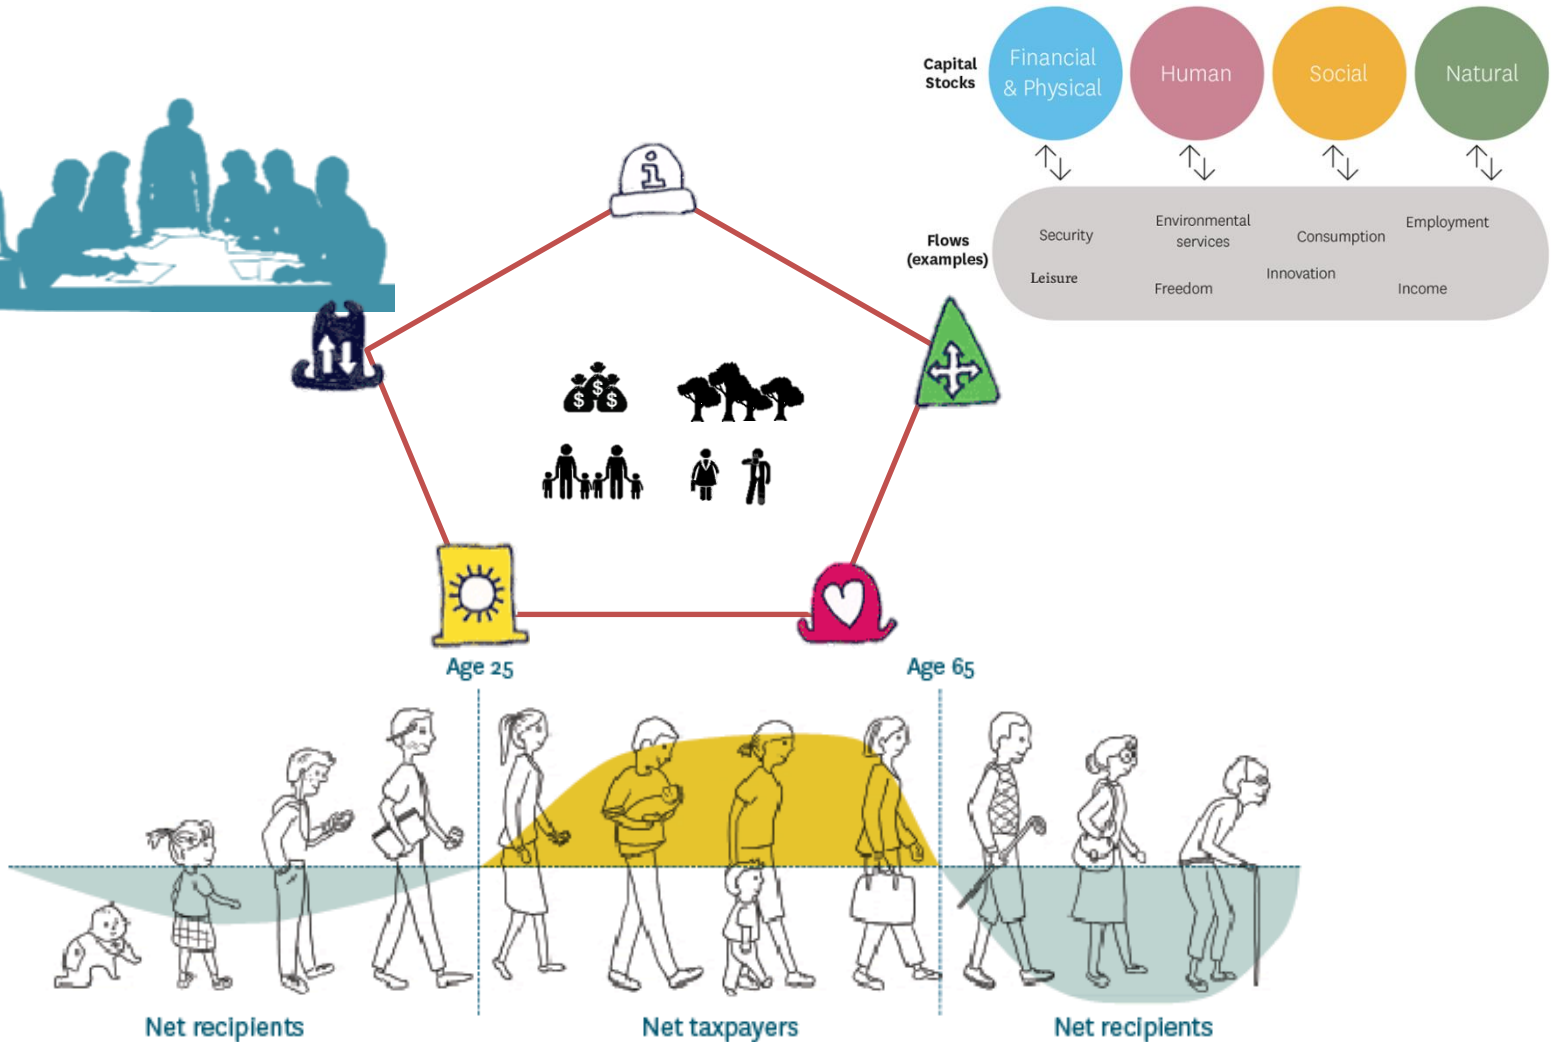 Capital
Stocks
Financial
& Physical
Human
Social
Natural
Flows
(examples)
Security
Environmental
services
Consumption
Employment
Leisure
Freedom
Innovation
Income
i
$
$
$
Age 25
Age 65
Net recipients
Net taxpayers
Net recipients